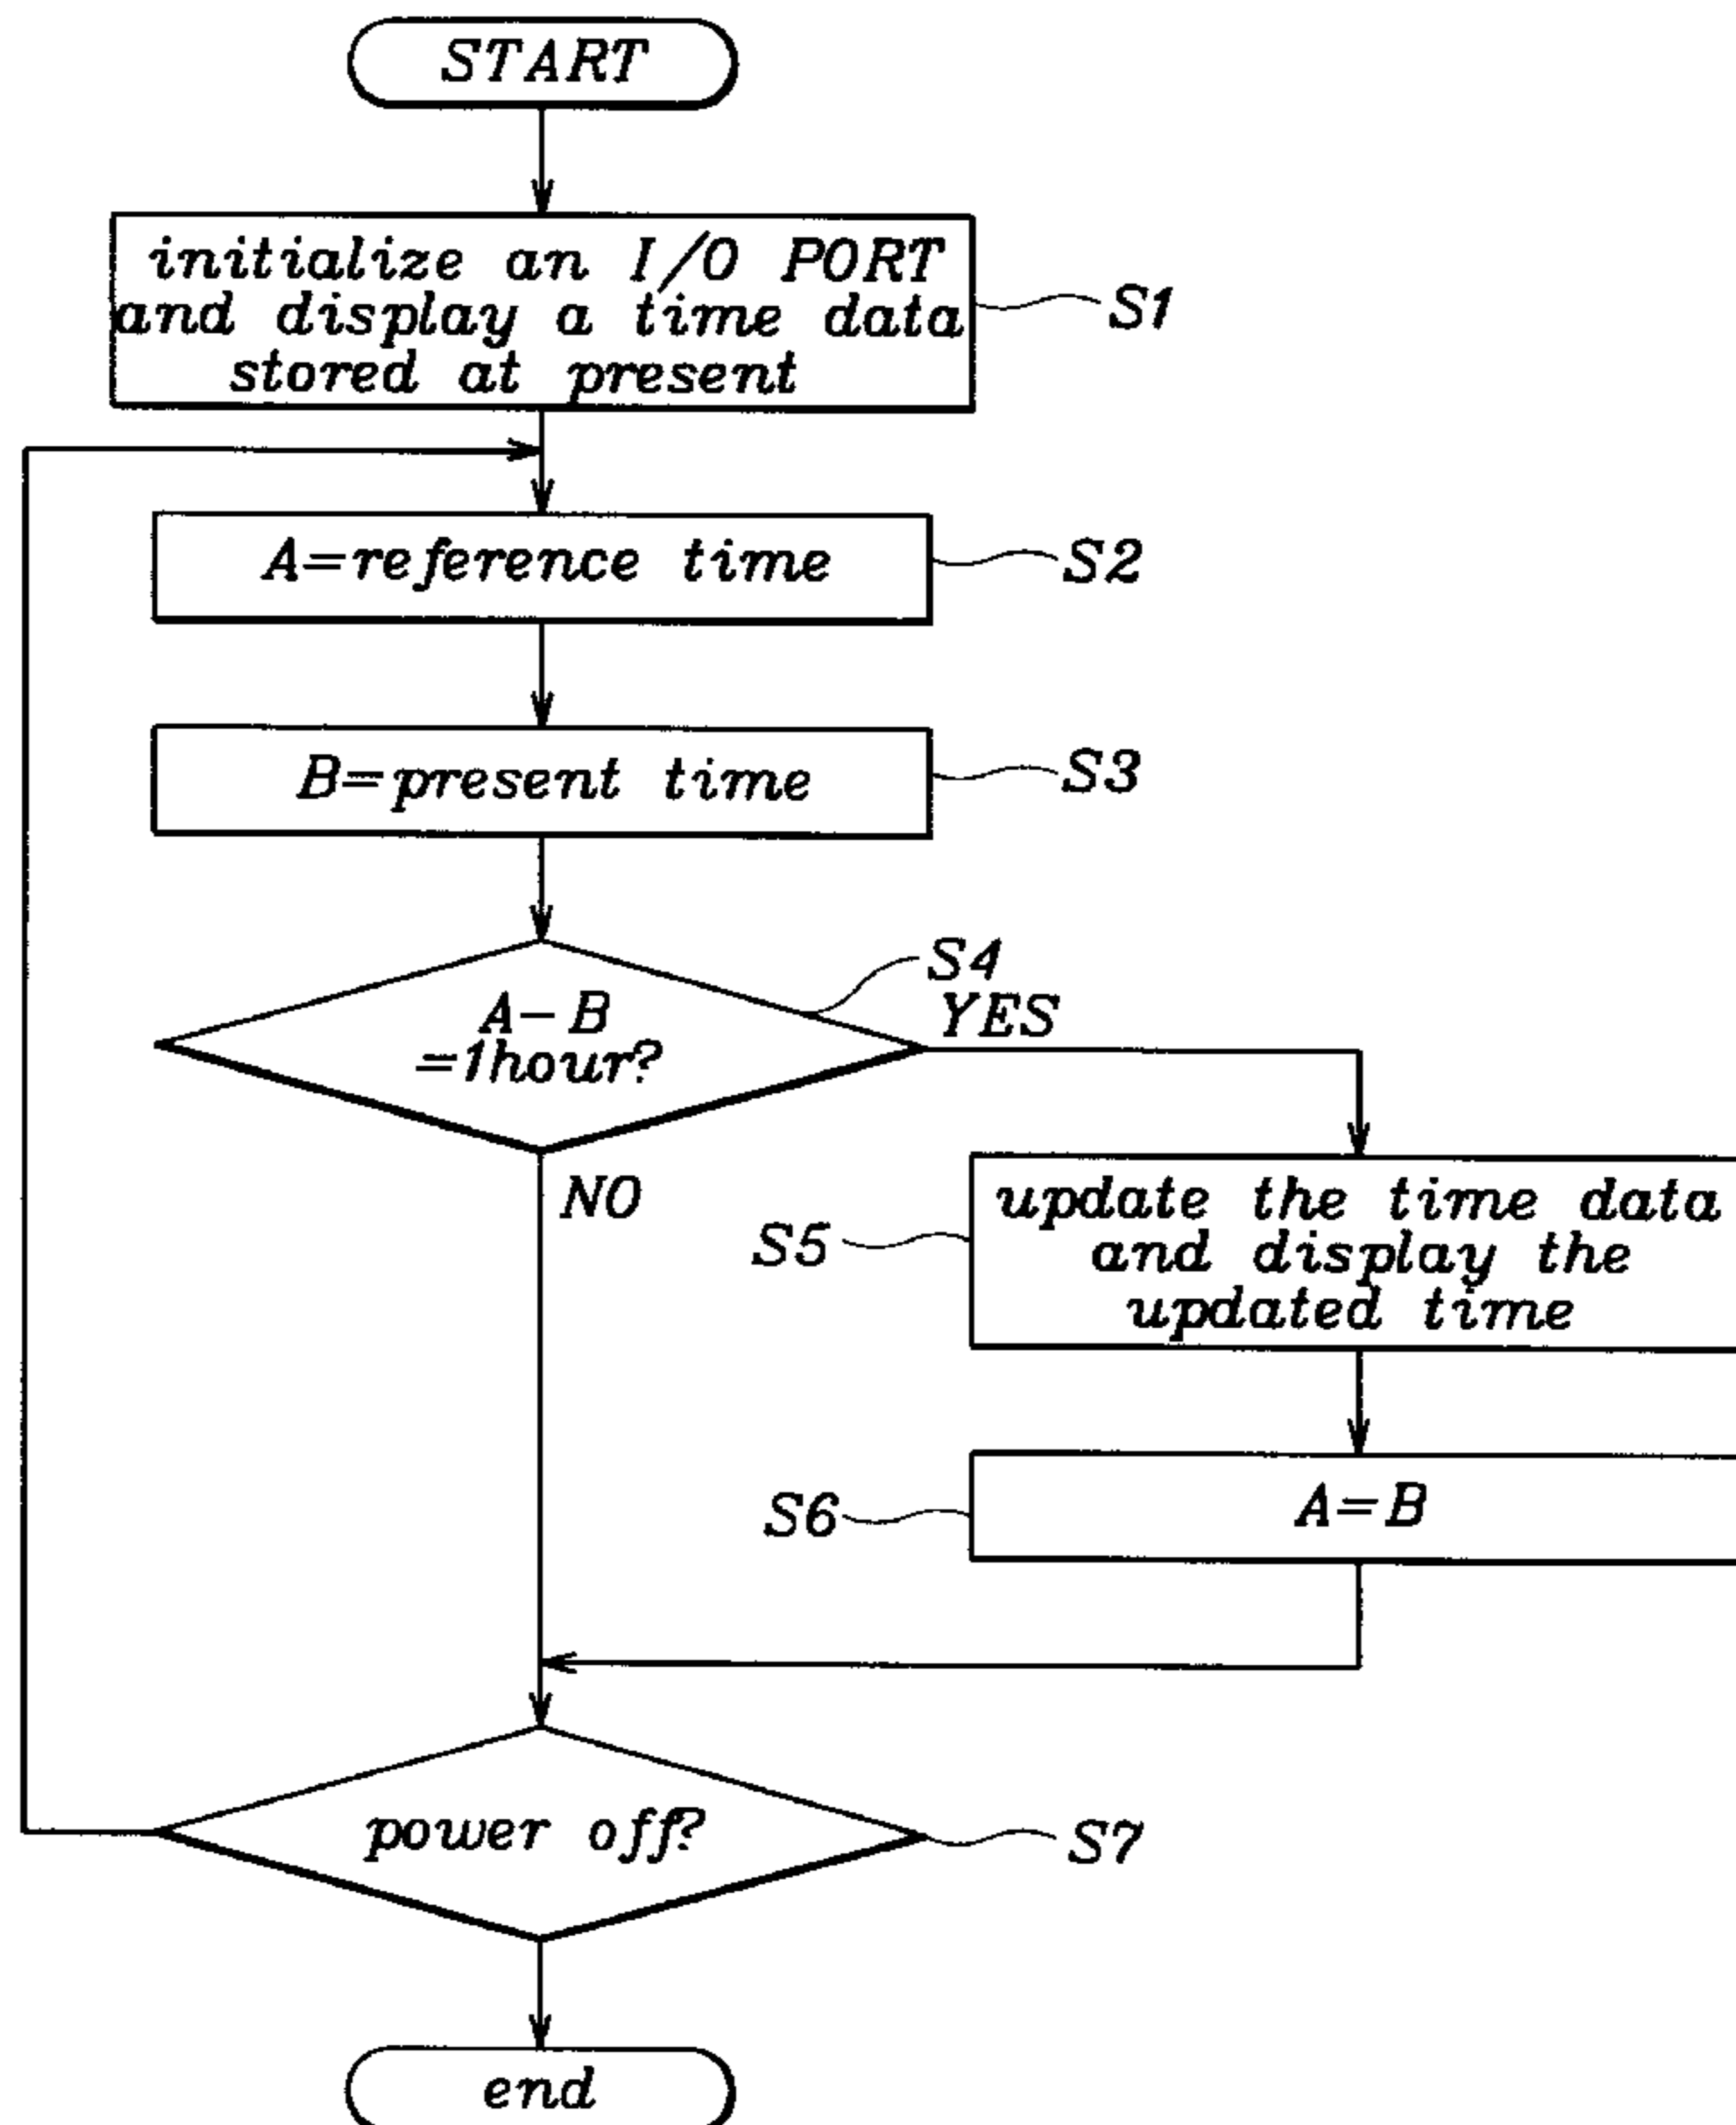 START
initialize an I/O PORT
and display a time data
stored at present
S1
A=reference time
S2
B=present time
S3
S4
A-B
=1hour?
YES
NO
S5
update the time data
and display the
updated time
S6
A=B
power off?
S7
end